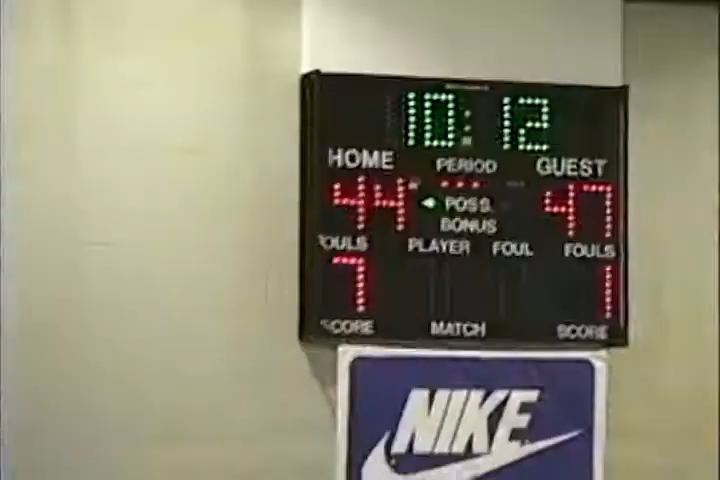 10:12
HOME PERIOD GUEST
44 POSS. 47
BONUS
FOULS PLAYER FOUL FOULS
7 1
SCORE MATCH SCORE
NIKE